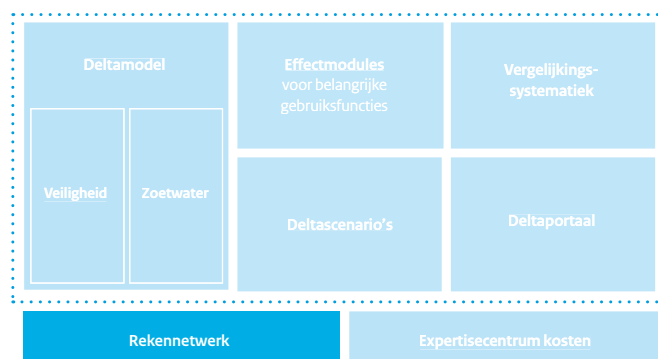 Deltamodel
Veiligheid
Zoetwater
Effectmodules
voor belangrijke
gebruiksfuncties
Vergelijkings-
systematiek
Deltascenario's
Deltaportaal
Rekennetwerk
Expertisecentrum kosten